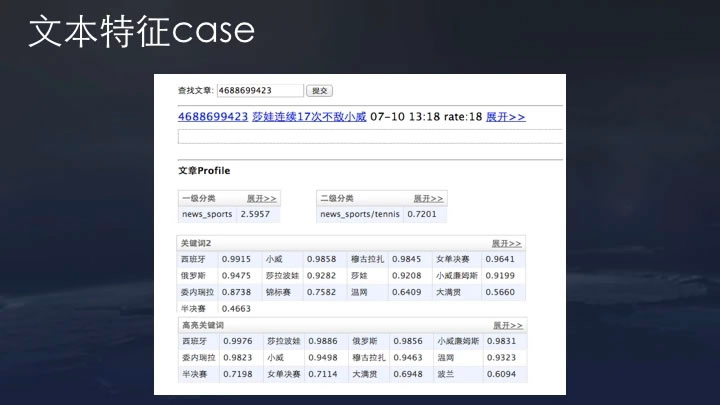 文本特征case
查找文章: 4688699423 提交
4688699423 莎娃连续17次不敌小威 07-10 13:18 rate:18 展开>>
文章Profile
一级分类 展开>> 二级分类 展开>>
news_sports 2.5957 news_sports/tennis 0.7201
关键词2 展开>>
西班牙 0.9915 小威 0.9858 穆古拉扎 0.9845 女单决赛 0.9641
俄罗斯 0.9475 莎拉波娃 0.9282 莎娃 0.9208 小威廉姆斯 0.9199
委内瑞拉 0.8738 锦标赛 0.7582 温网 0.6409 大满贯 0.5660
半决赛 0.4663
高亮关键词 展开>>
西班牙 0.9976 莎拉波娃 0.9886 俄罗斯 0.9856 小威廉姆斯 0.9831
委内瑞拉 0.9823 小威 0.9498 穆古拉扎 0.9463 温网 0.9323
半决赛 0.7198 女单决赛 0.7114 大满贯 0.6948 波兰 0.6094